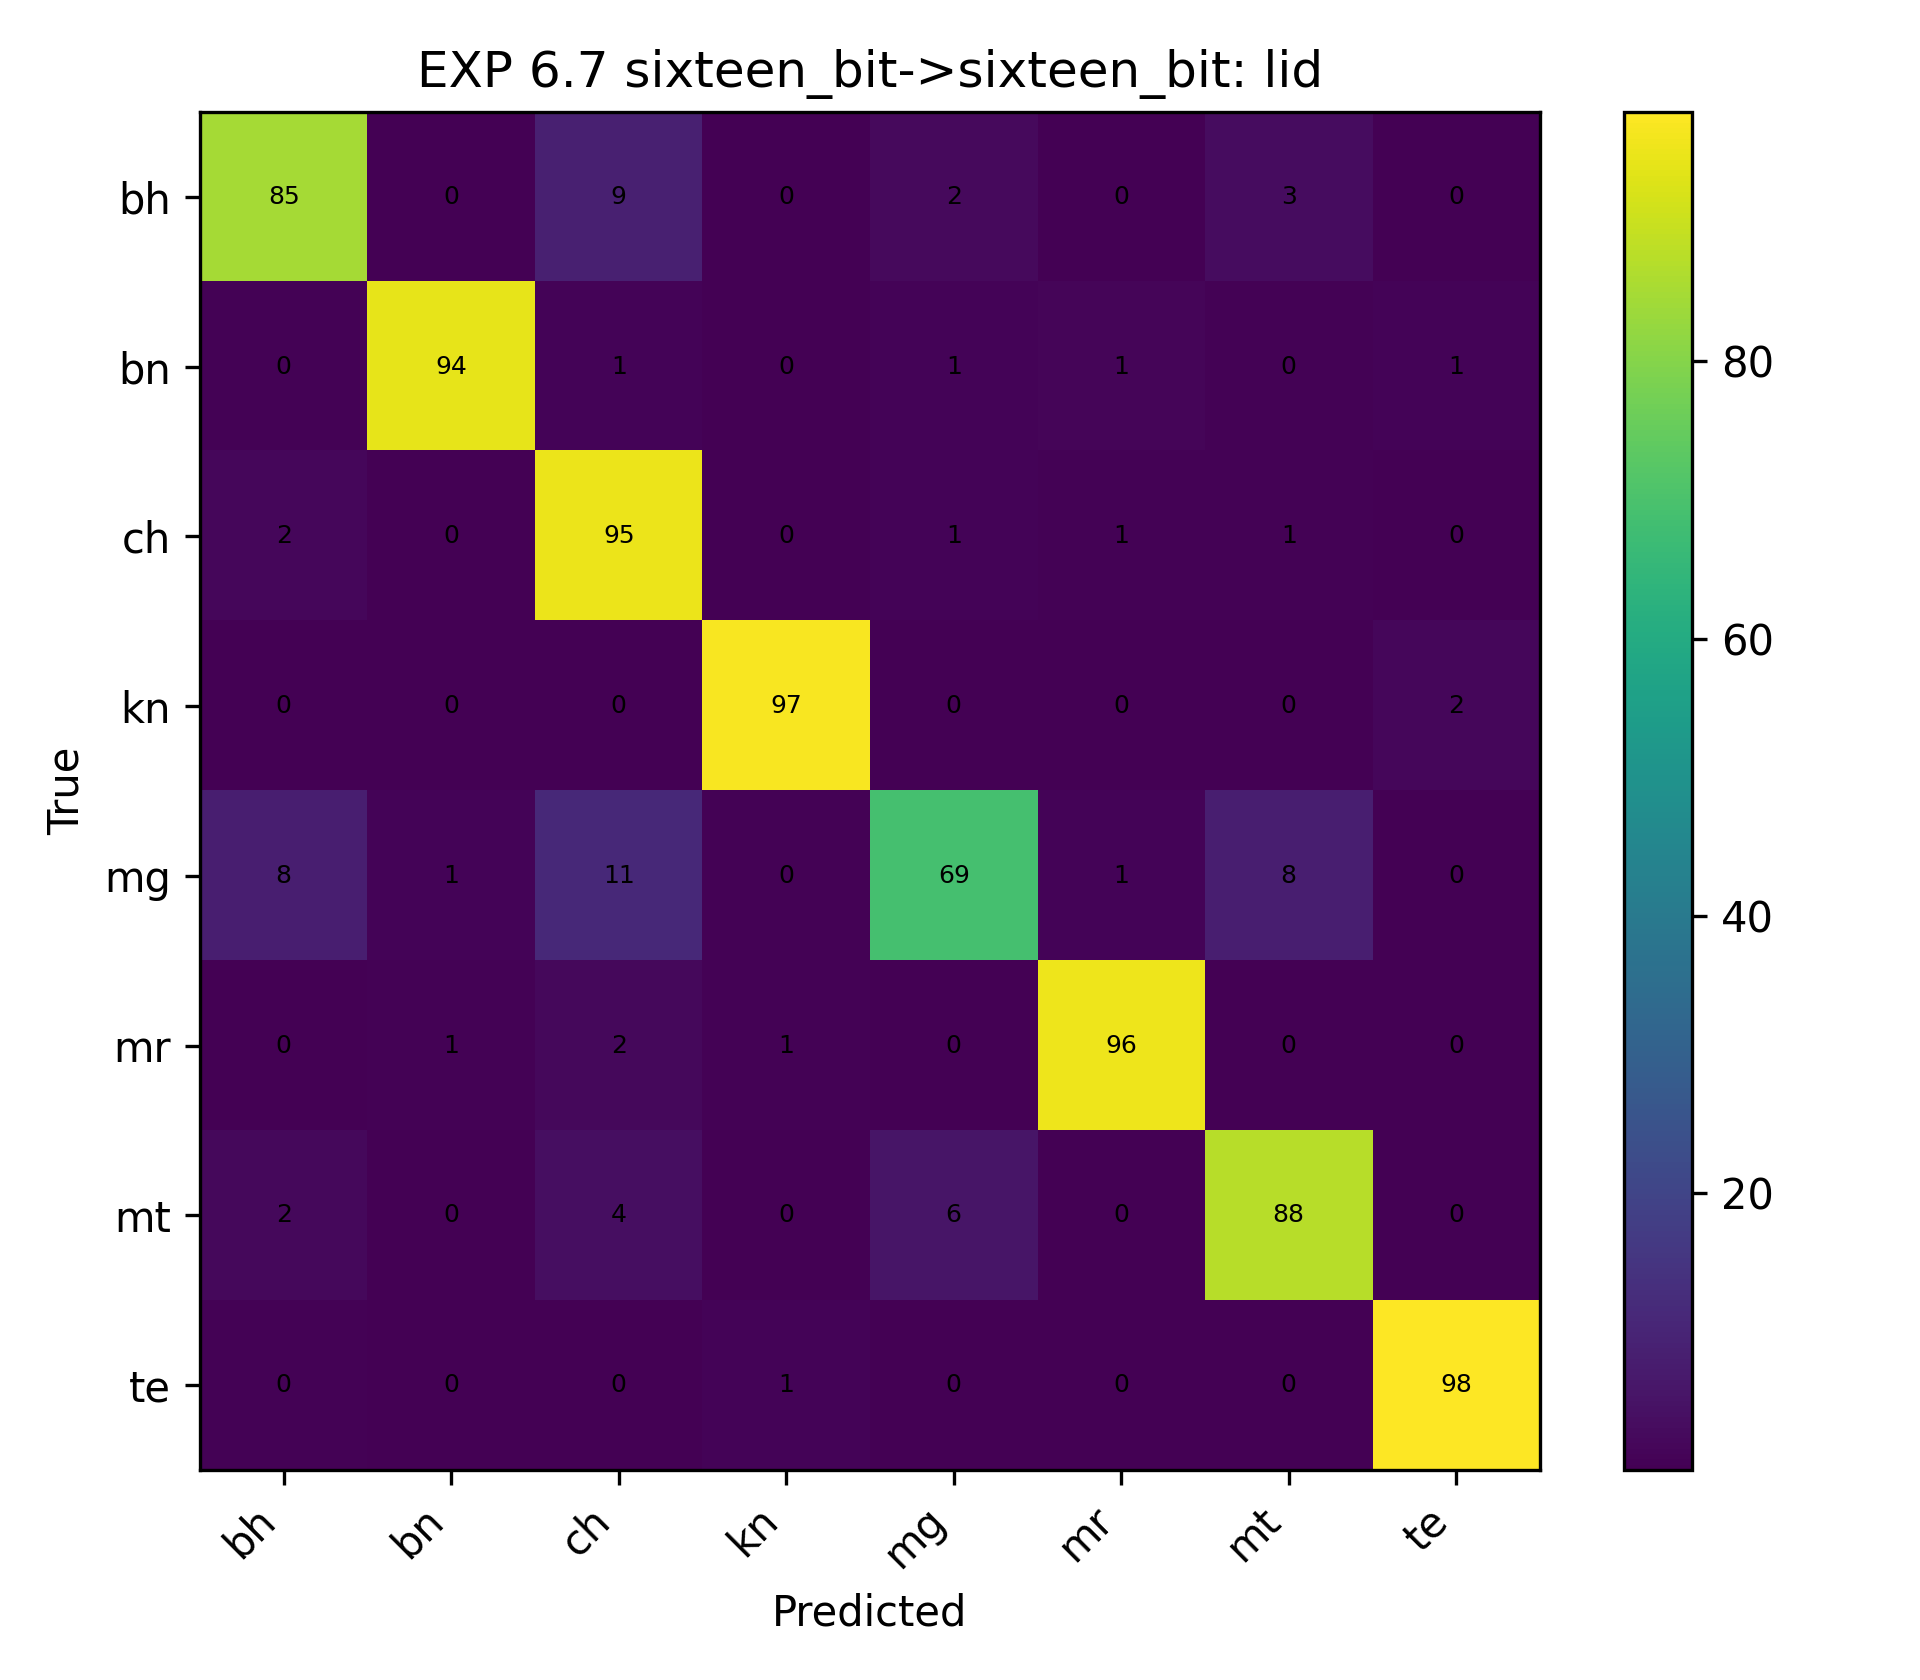 EXP 6.7 sixteen_bit->sixteen_bit: lid
bh 85 0 9 0 2 0 3 0
bn 0 94 1 0 1 1 0 1
ch 2 0 95 0 1 1 1 0
kn 0 0 0 97 0 0 0 2
mg 8 1 11 0 69 1 8 0
mr 0 1 2 1 0 96 0 0
mt 2 0 4 0 6 0 88 0
te 0 0 0 1 0 0 0 98
bh bn ch kn mg mr mt te
Predicted
True
80
60
40
20